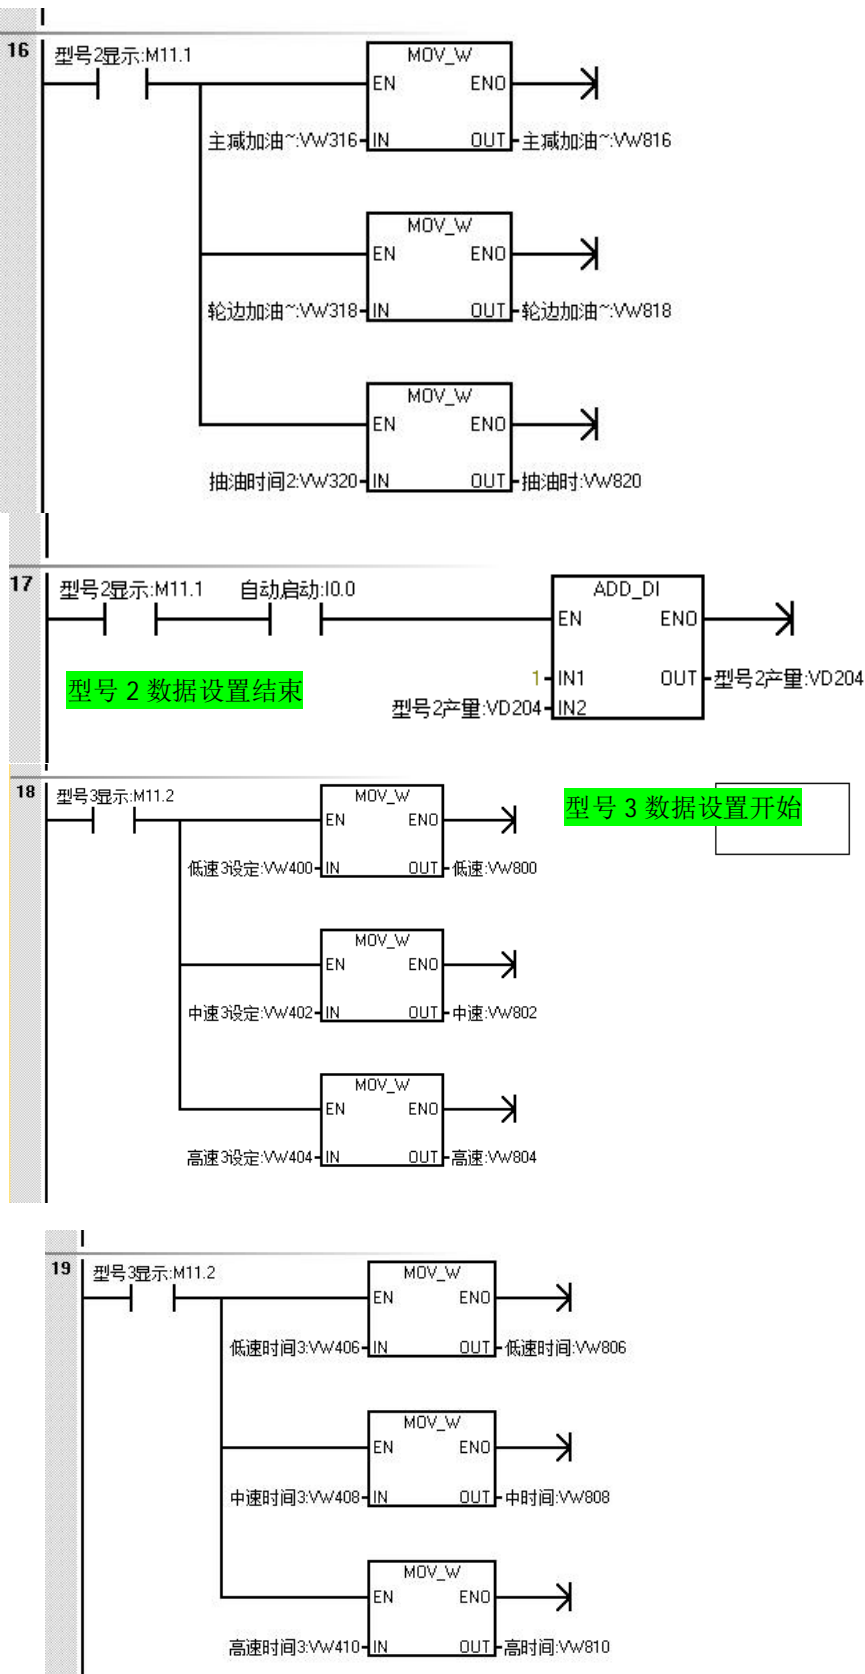 16
型号2显示:M11.1
MOV_W
EN ENO
主减加油~:VW316 IN OUT 主减加油~:VW816
MOV_W
EN ENO
轮边加油~:VW318 IN OUT 轮边加油~:VW818
MOV_W
EN ENO
抽油时间2:VW320 IN OUT 抽油时:VW820
17
型号2显示:M11.1 自动启动:I0.0 ADD_DI
EN ENO
1 IN1 OUT 型号2产量:VD204
型号2产量:VD204 IN2
型号 2 数据设置结束
18
型号3显示:M11.2 MOV_W
EN ENO
型号 3 数据设置开始
低速3设定:VW400 IN OUT 低速:VW800
MOV_W
EN ENO
中速3设定:VW402 IN OUT 中速:VW802
MOV_W
EN ENO
高速3设定:VW404 IN OUT 高速:VW804
19
型号3显示:M11.2 MOV_W
EN ENO
低速时间3:VW406 IN OUT 低速时间:VW806
MOV_W
EN ENO
中速时间3:VW408 IN OUT 中时间:VW808
MOV_W
EN ENO
高速时间3:VW410 IN OUT 高时间:VW810